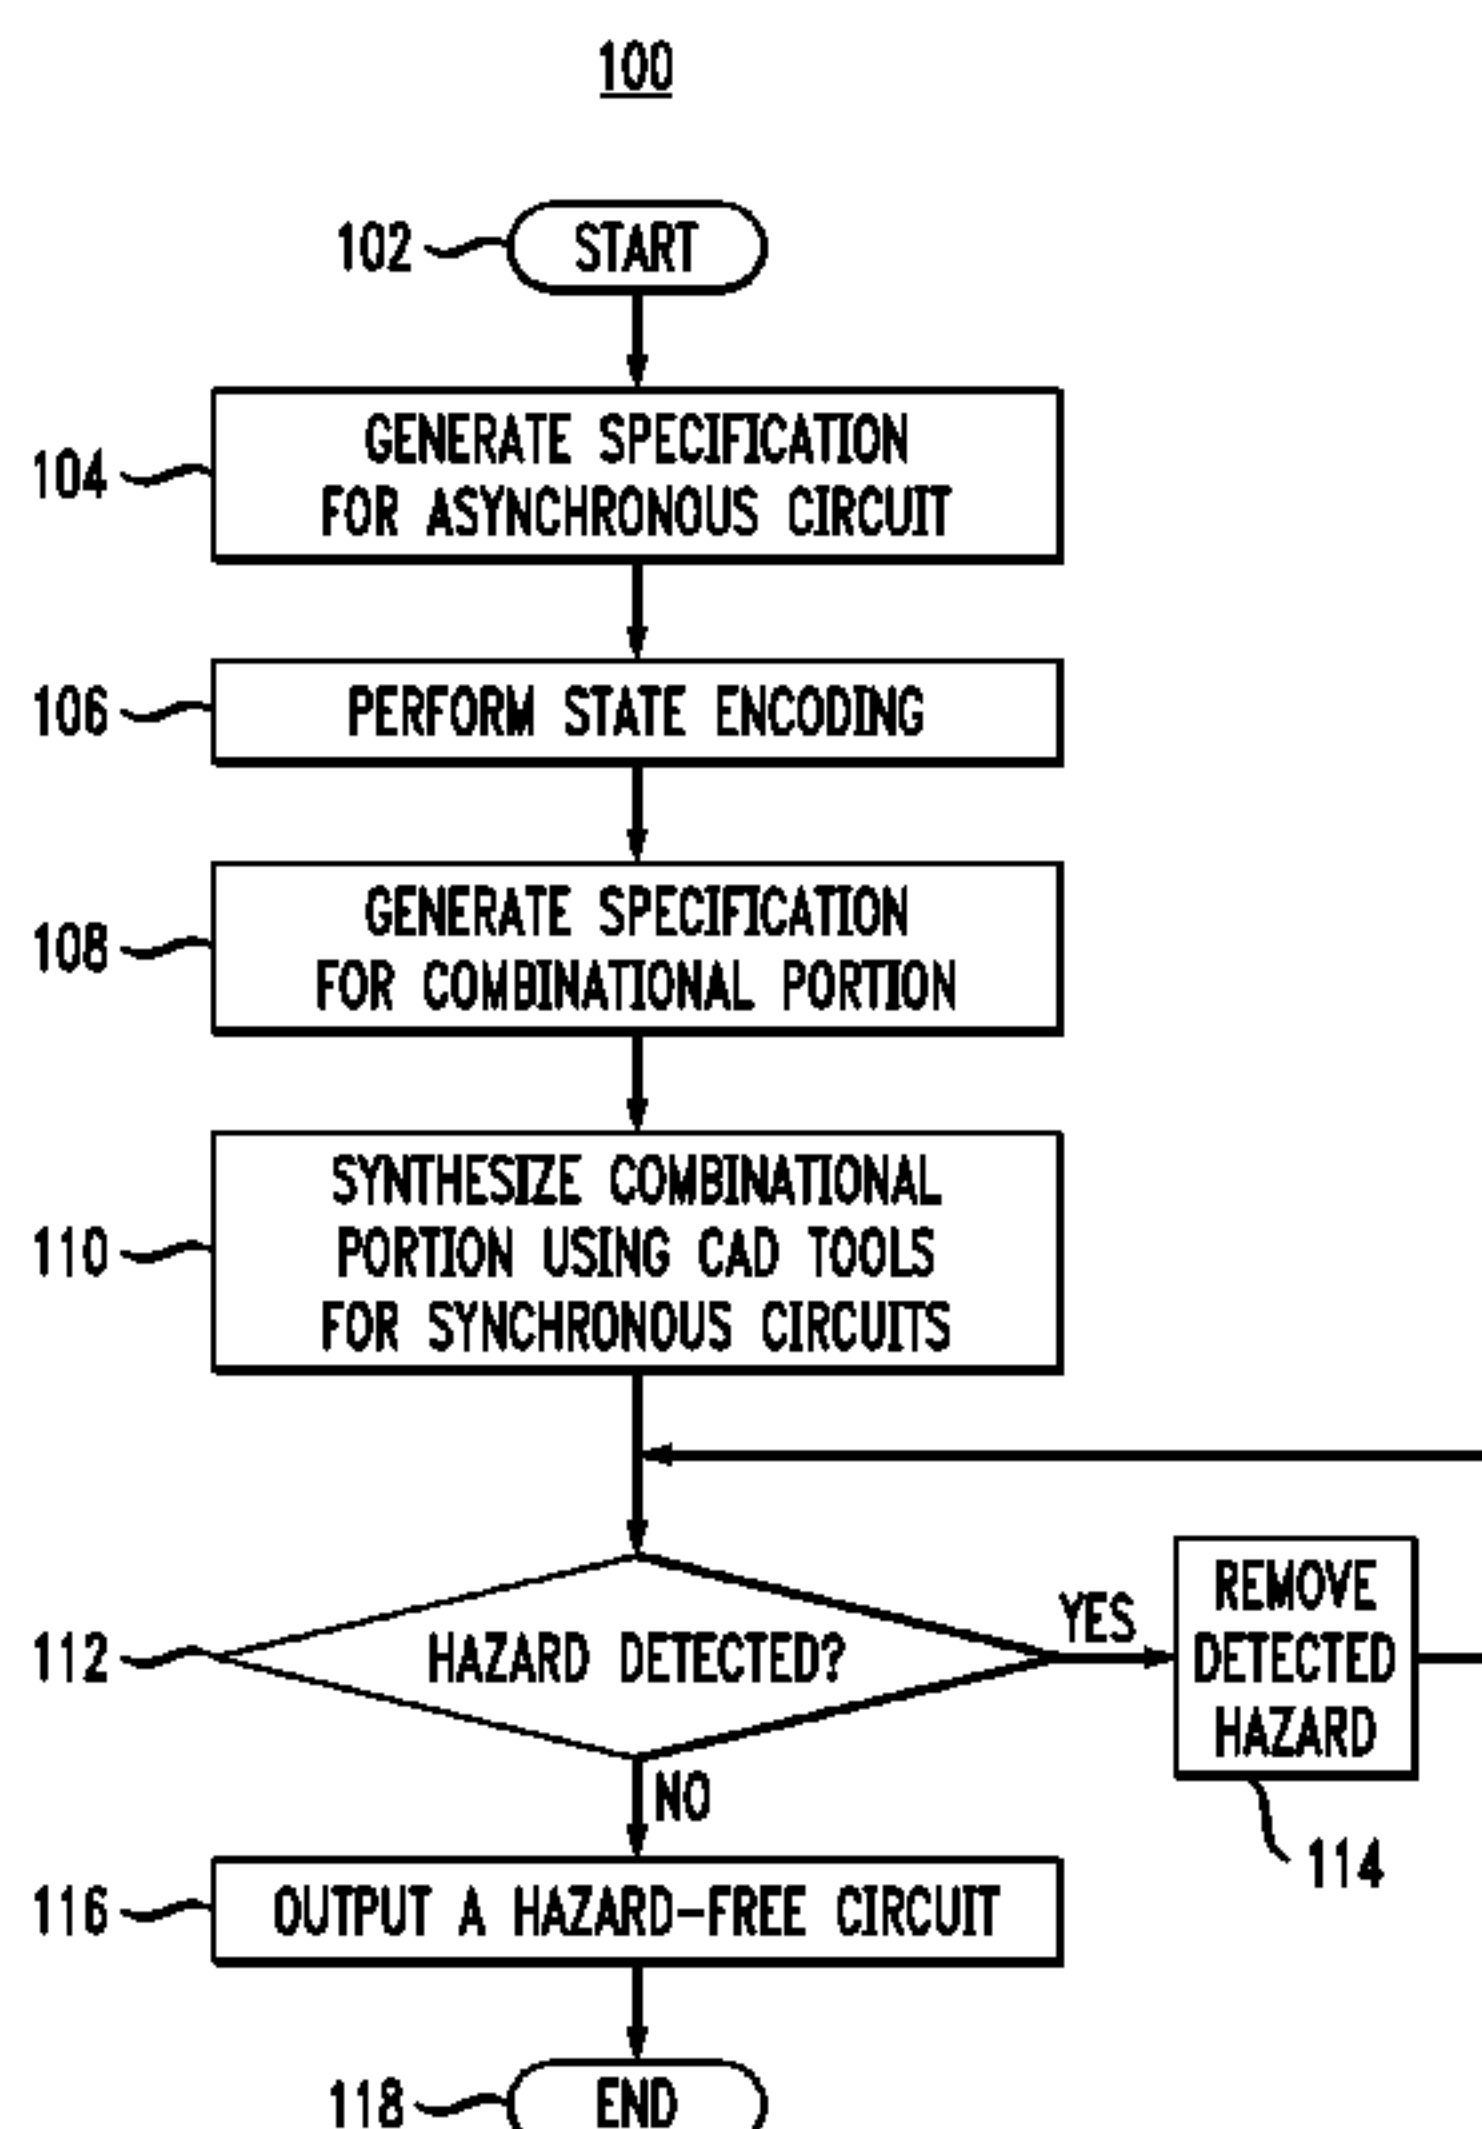 100
102
START
104
GENERATE SPECIFICATION
FOR ASYNCHRONOUS CIRCUIT
106
PERFORM STATE ENCODING
108
GENERATE SPECIFICATION
FOR COMBINATIONAL PORTION
110
SYNTHESIZE COMBINATIONAL
PORTION USING CAD TOOLS
FOR SYNCHRONOUS CIRCUITS
112
HAZARD DETECTED?
YES
REMOVE
DETECTED
HAZARD
114
NO
116
OUTPUT A HAZARD-FREE CIRCUIT
118
END